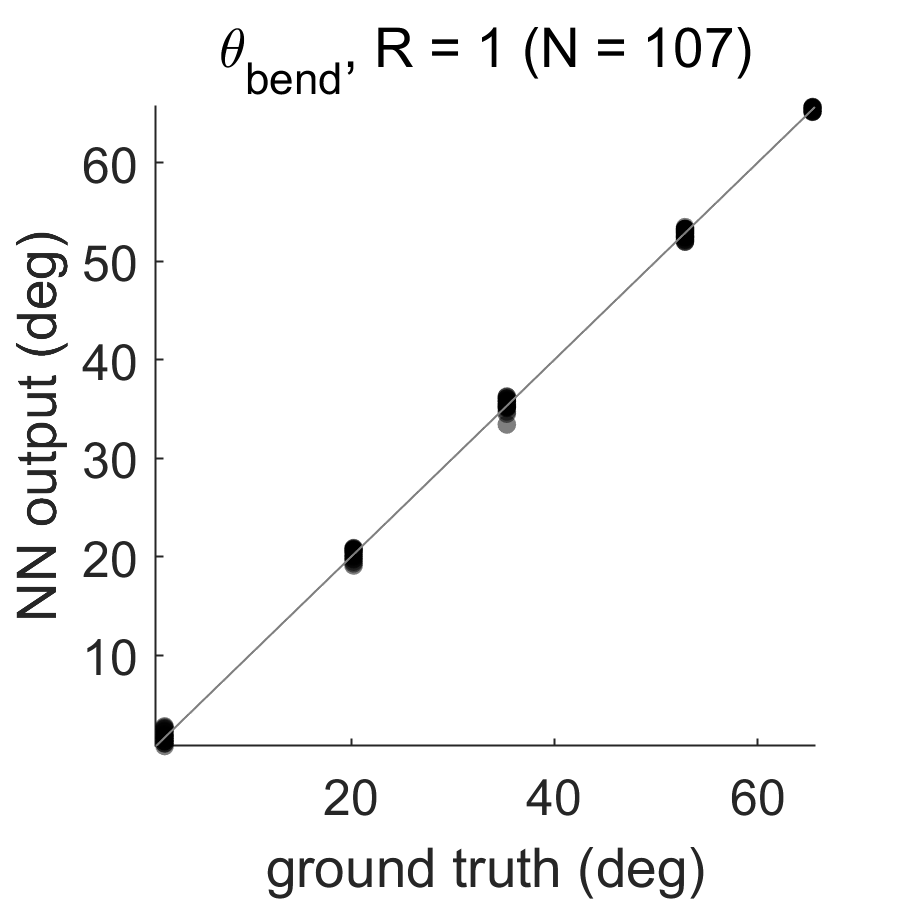 θbend, R = 1 (N = 107)
60
50
40
30
20
10
NN output (deg)
20 40 60
ground truth (deg)